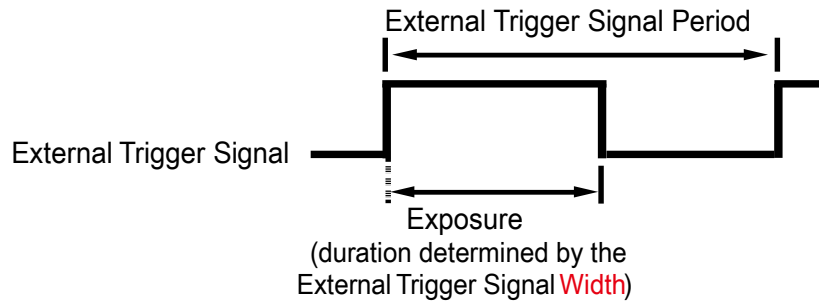 External Trigger Signal Period
External Trigger Signal
Exposure
(duration determined by the
External Trigger Signal Width)